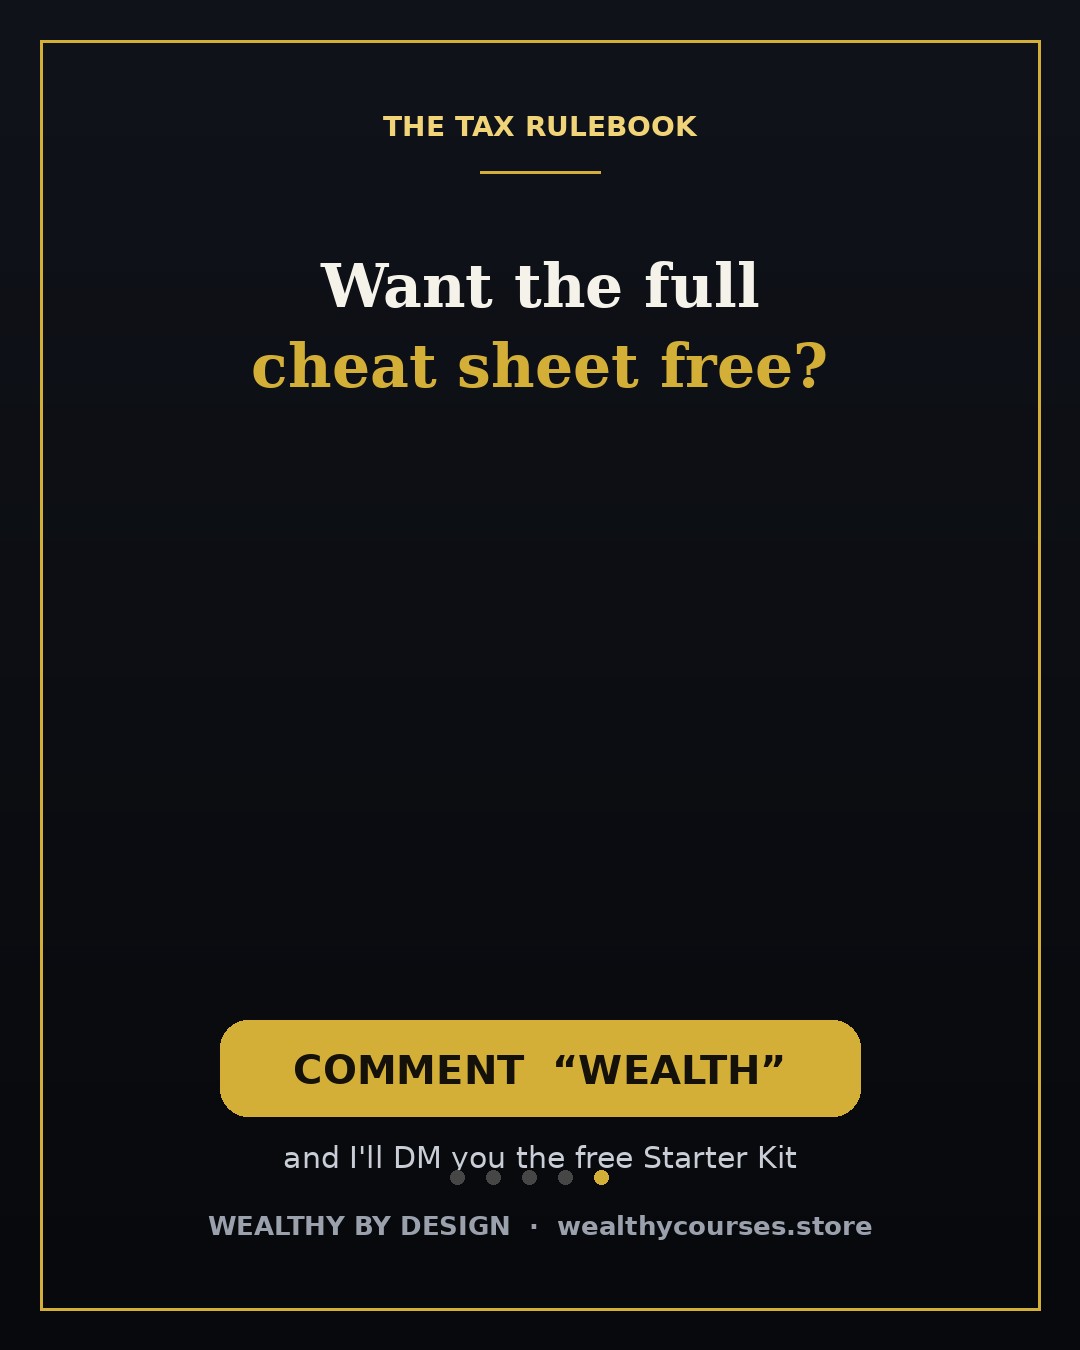 THE TAX RULEBOOK
Want the full
cheat sheet free?
COMMENT “WEALTH”
and I'll DM you the free Starter Kit
WEALTHY BY DESIGN · wealthycourses.store